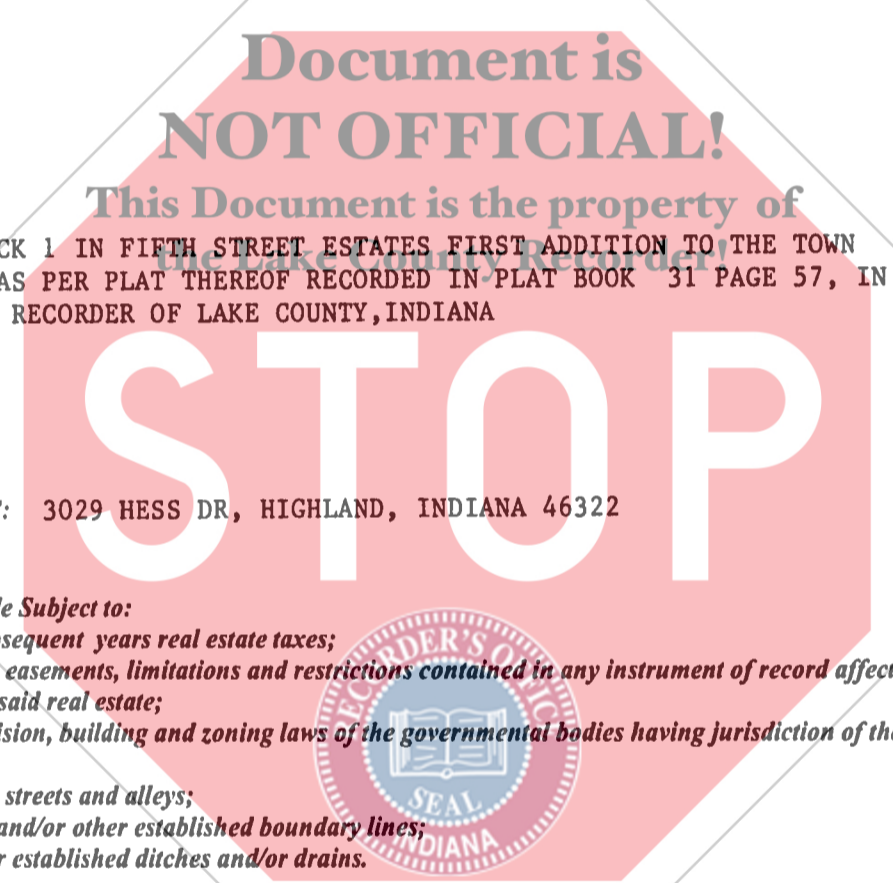 Document is
NOT OFFICIAL!
This Document is the property of
the Lake County Recorder!
CK 1 IN FIFTH STREET ESTATES FIRST ADDITION TO THE TOWN
AS PER PLAT THEREOF RECORDED IN PLAT BOOK 31 PAGE 57, IN
RECORDER OF LAKE COUNTY,INDIANA
STOP
: 3029 HESS DR, HIGHLAND, INDIANA 46322
le Subject to:
sequent years real estate taxes;
easements, limitations and restrictions contained in any instrument of record affect
said real estate;
ision, building and zoning laws of the governmental bodies having jurisdiction of the
streets and alleys;
and/or other established boundary lines;
r established ditches and/or drains.
RECORDER'S OFFIC
SEAL
INDIANA